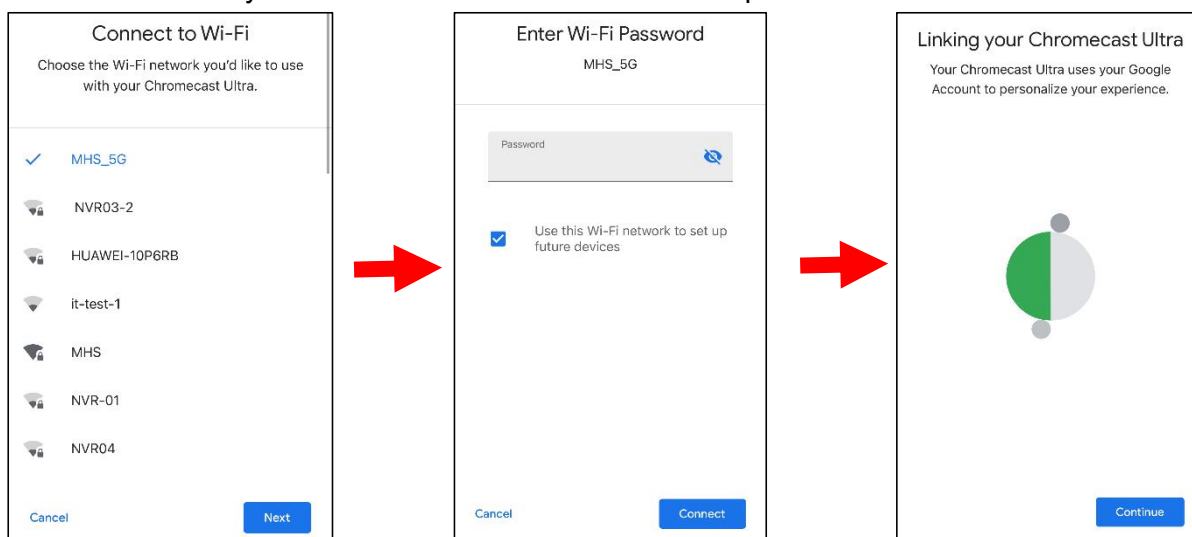 Connect to Wi-Fi
Choose the Wi-Fi network you'd like to use
with your Chromecast Ultra.
MHS_5G
NVR03-2
HUAWEI-10P6RB
it-test-1
MHS
NVR-01
NVR04
Cancel
Next
Enter Wi-Fi Password
MHS_5G
Password
Use this Wi-Fi network to set up
future devices
Cancel
Connect
Linking your Chromecast Ultra
Your Chromecast Ultra uses your Google
Account to personalize your experience.
Continue